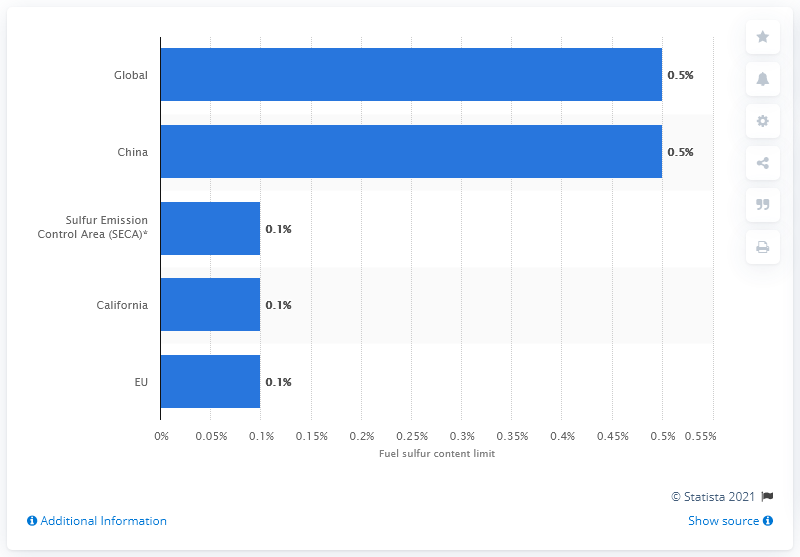 Global
0.5%
China
0.5%
Sulfur Emission
Control Area (SECA)*
0.1%
California
0.1%
EU
0.1%
0% 0.05% 0.1% 0.15% 0.2% 0.25% 0.3% 0.35% 0.4% 0.45% 0.5% 0.55%
Fuel sulfur content limit
© Statista 2021
Additional Information
Show source